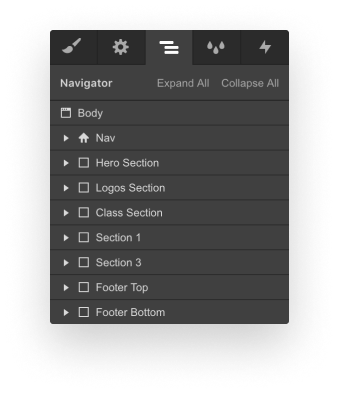 Navigator Expand All Collapse All
Body
Nav
Hero Section
Logos Section
Class Section
Section 1
Section 3
Footer Top
Footer Bottom